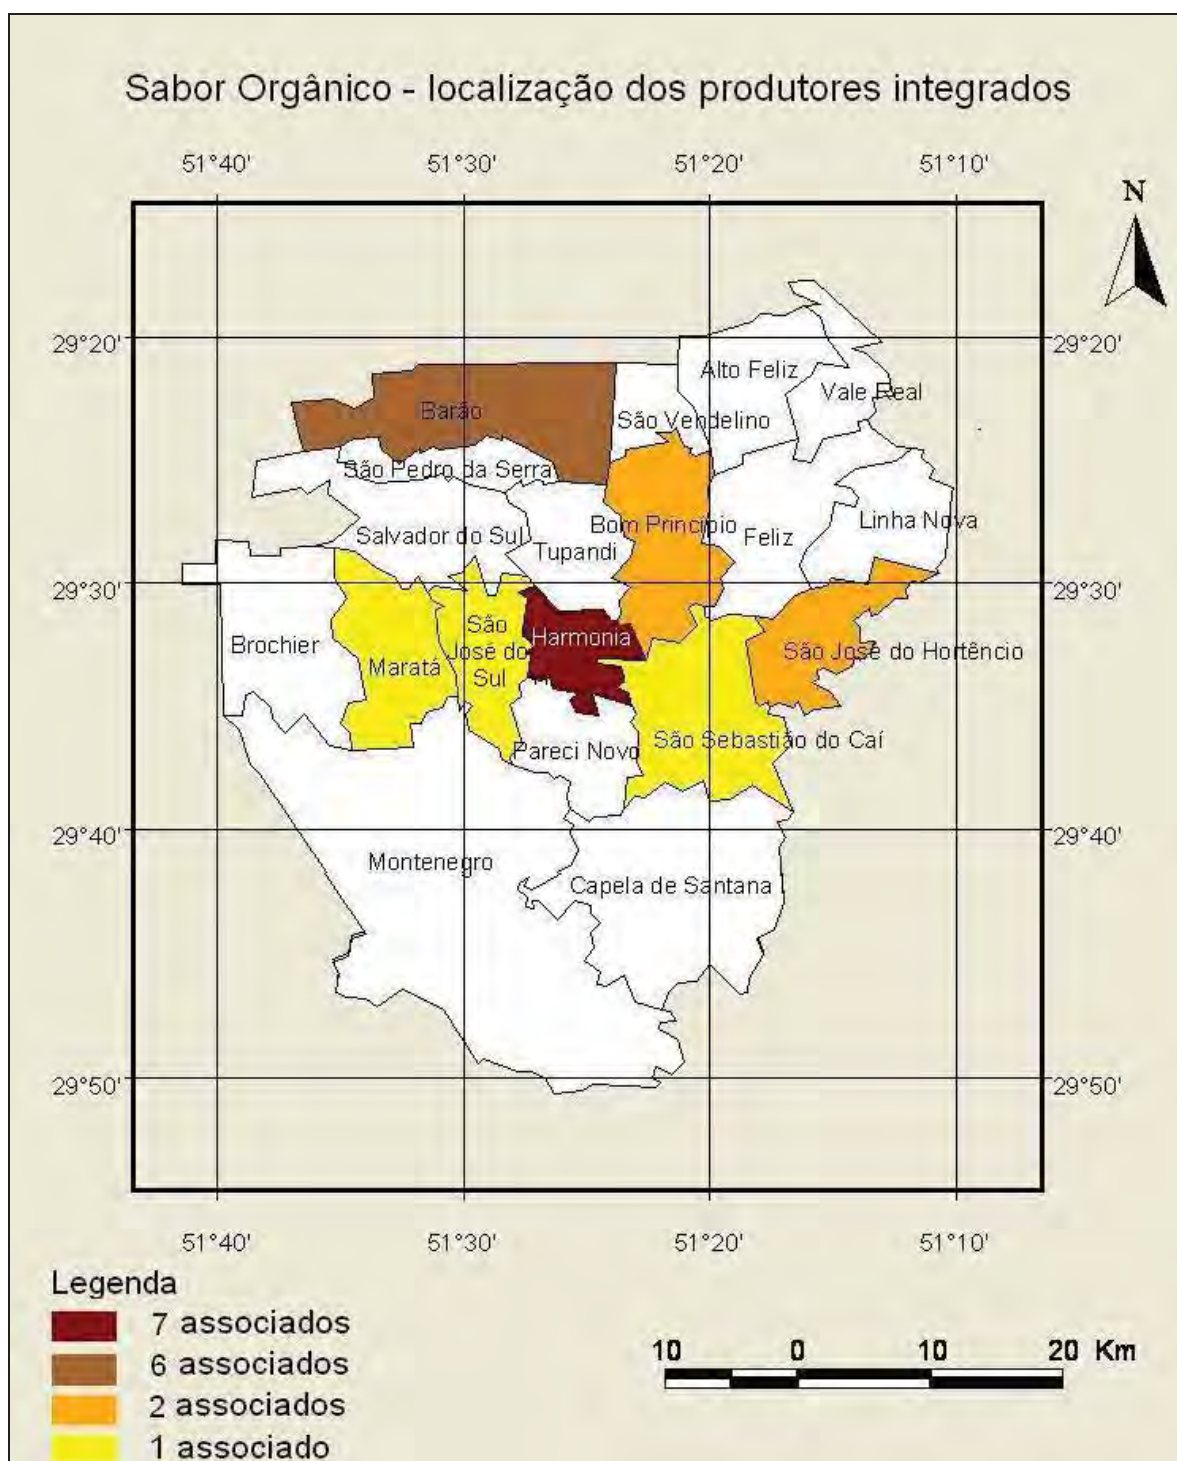 Sabor Orgânico - localização dos produtores integrados
51°40' 51°30' 51°20' 51°10'
N
29°20' 29°20'
Alto Feliz
Vale Real
Barão
São Vendelino
São Pedro da Serra
Bom Princípio
Linha Nova
Salvador do Sul
Tupandi
Feliz
29°30' 29°30'
São
José do
Sul
Harmonia
Brochier
Maratá
São José do Hortêncio
Pareci Novo
São Sebastião do Caí
29°40' 29°40'
Montenegro
Capela de Santana
29°50' 29°50'
51°40' 51°30' 51°20' 51°10'
Legenda
7 associados
6 associados
2 associados
1 associado
10 0 10 20 Km